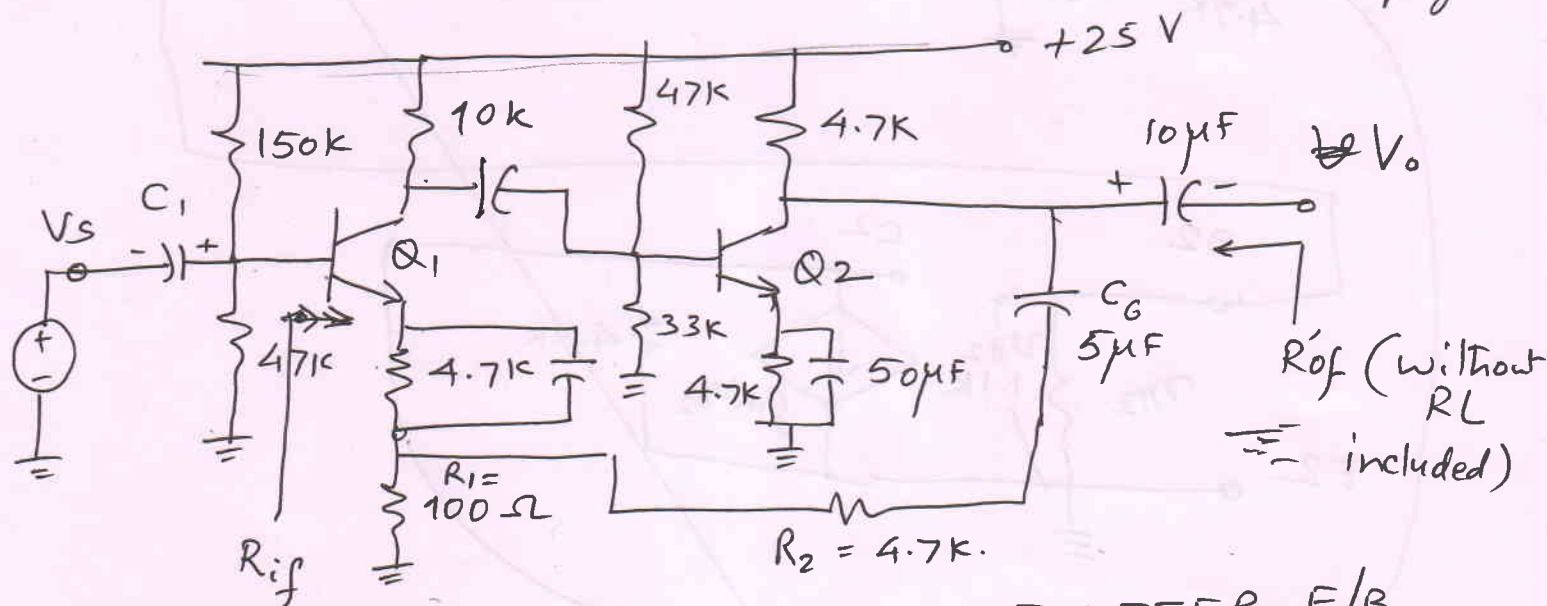 +25 V
150K
10k
47K
4.7K
10µF
Vo
C1
Vs
+
-
- +
+ -
Q1
Q2
47K
4.7K
33K
4.7K
50µF
C6
5µF
R'of (without
RL
included)
R1=
100 Ω
R2 = 4.7K.
Rif